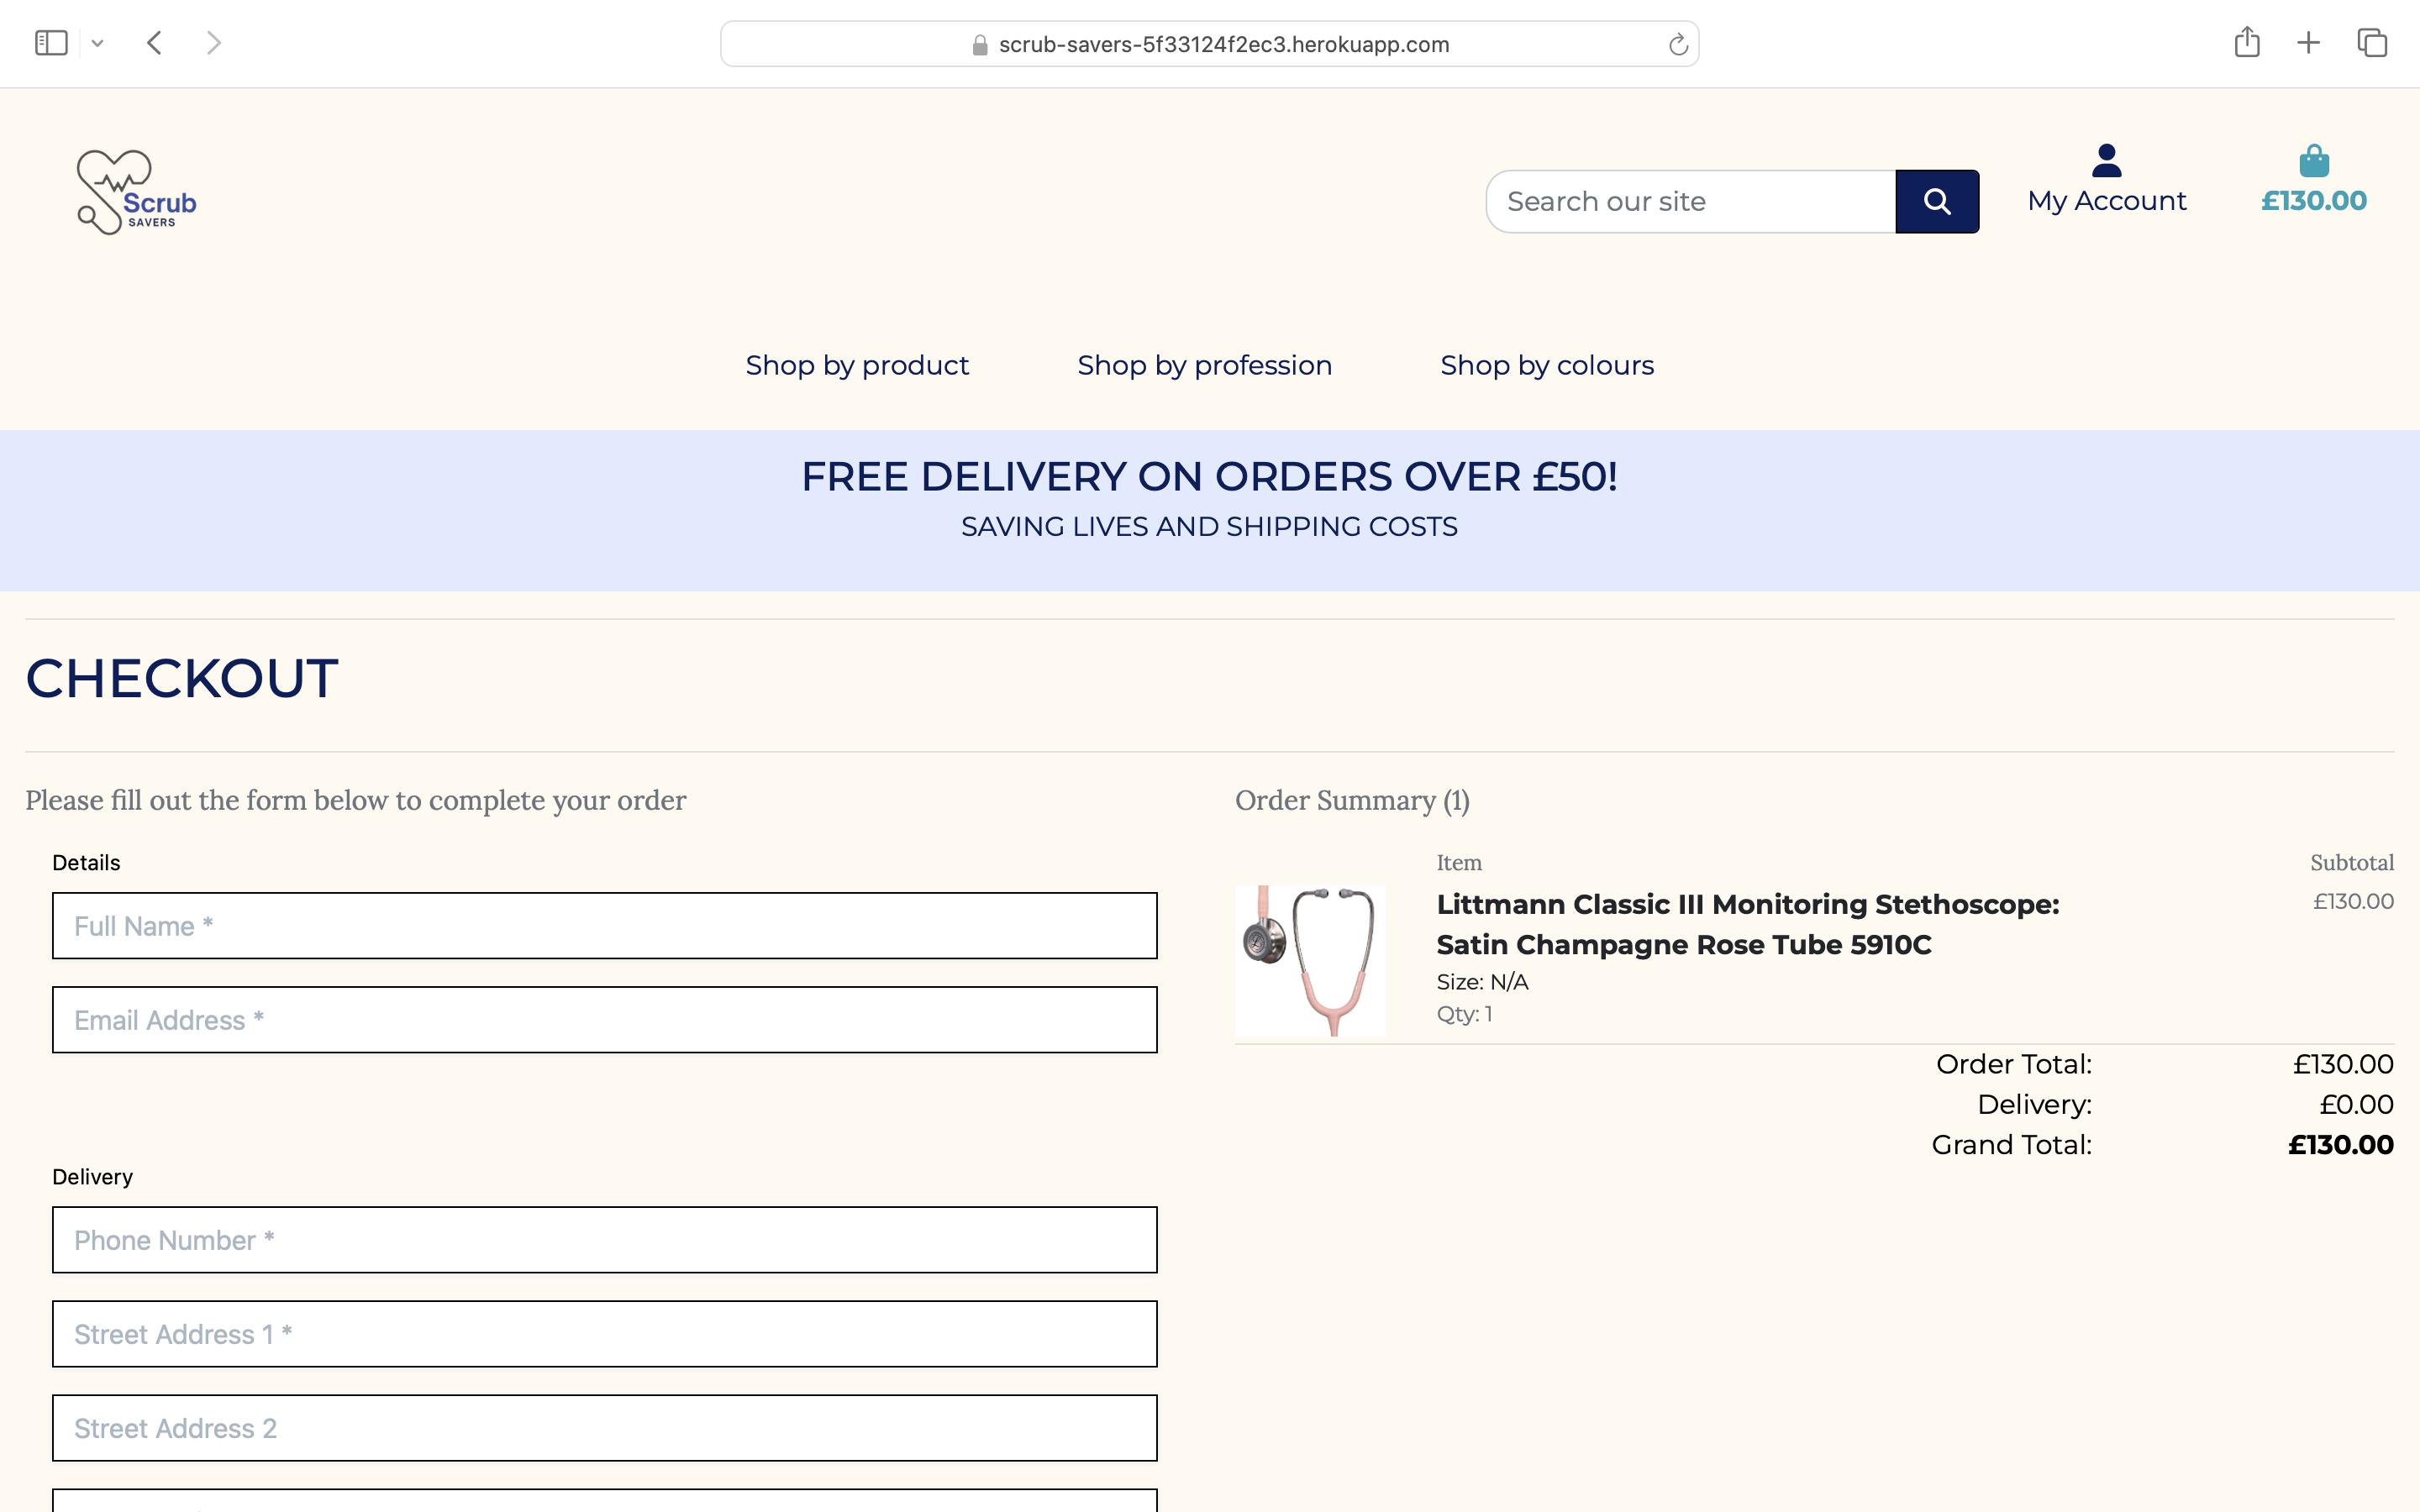 scrub-savers-5f33124f2ec3.herokuapp.com
Scrub
SAVERS
Search our site
My Account
£130.00
Shop by product
Shop by profession
Shop by colours
FREE DELIVERY ON ORDERS OVER £50!
SAVING LIVES AND SHIPPING COSTS
CHECKOUT
Please fill out the form below to complete your order
Details
Full Name *
Email Address *
Delivery
Phone Number *
Street Address 1 *
Street Address 2
Order Summary (1)
Item
Subtotal
Littmann Classic III Monitoring Stethoscope:
Satin Champagne Rose Tube 5910C
£130.00
Size: N/A
Qty: 1
Order Total: £130.00
Delivery: £0.00
Grand Total: £130.00